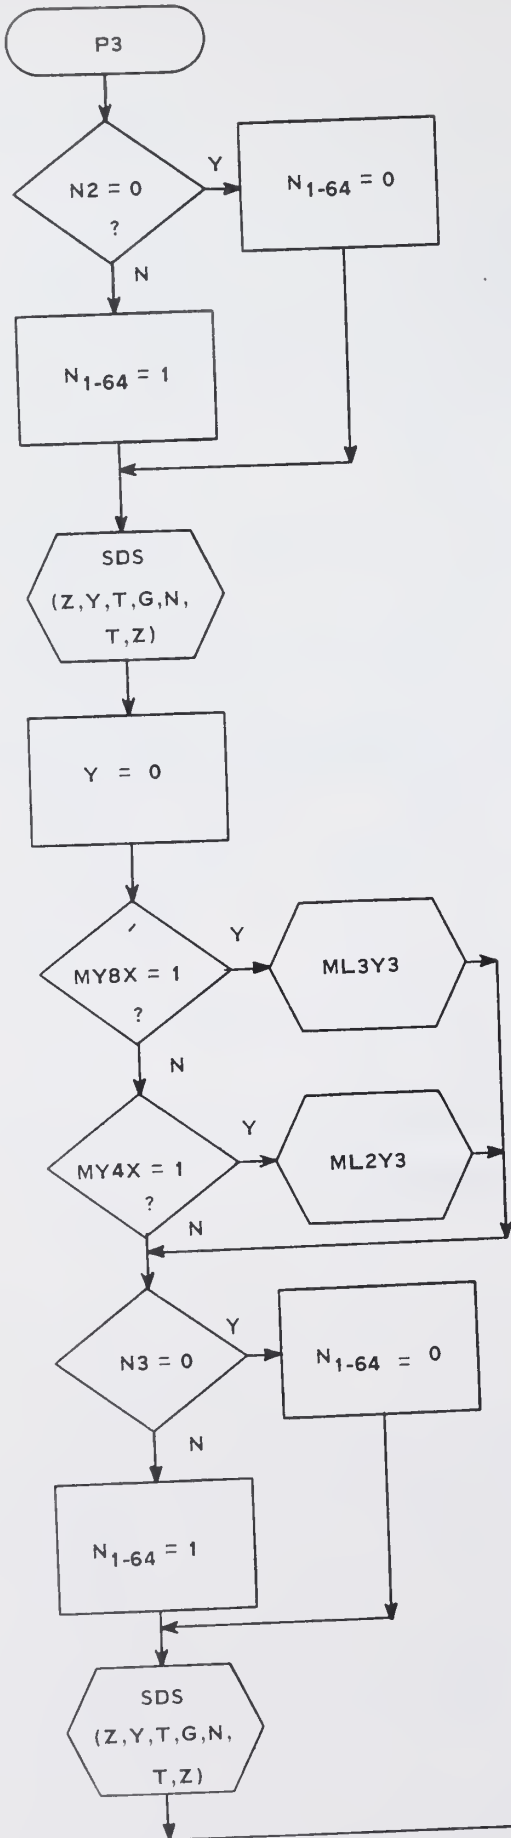 P3
N2 = 0
?
Y
N1-64 = 0
N
N1-64 = 1
SDS
(Z,Y,T,G,N,
T,Z)
Y = 0
MY8X = 1
?
Y
ML3Y3
N
MY4X = 1
?
Y
ML2Y3
N
N3 = 0
Y
N1-64 = 0
N
N1-64 = 1
SDS
(Z,Y,T,G,N,
T,Z)